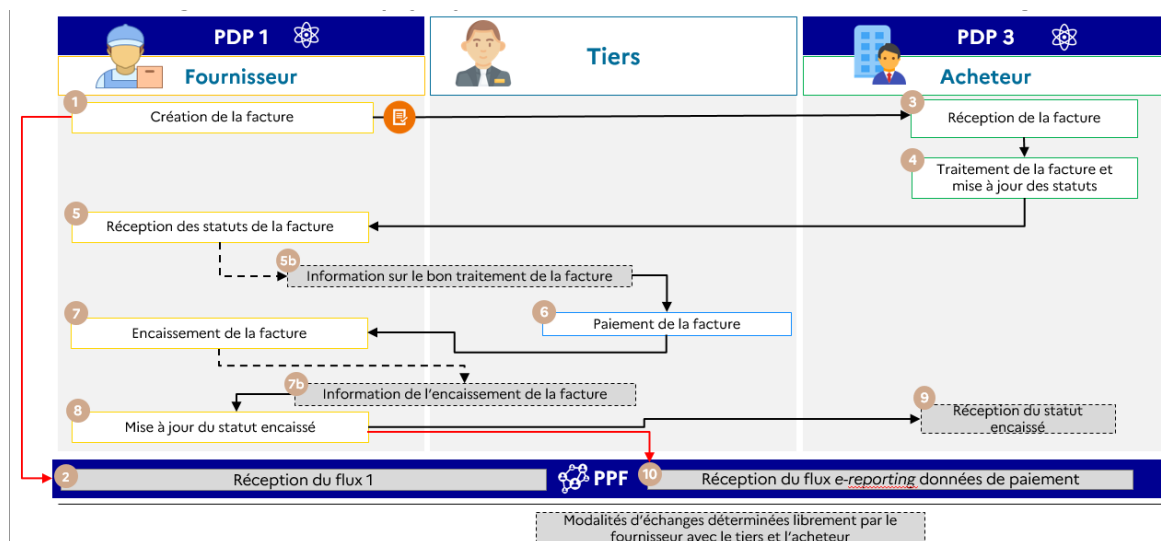 PDP 1
Tiers
PDP 3
Fournisseur
Acheteur
1
Création de la facture
3
Réception de la facture
4
Traitement de la facture et
mise à jour des statuts
5
Réception des statuts de la facture
5b
Information sur le bon traitement de la facture
6
Paiement de la facture
7
Encaissement de la facture
7b
Information de l'encaissement de la facture
8
Mise à jour du statut encaissé
9
Réception du statut
encaissé
2
Réception du flux 1
PPF
10
Réception du flux e-reporting données de paiement
Modalités d'échanges déterminées librement par le
fournisseur avec le tiers et l'acheteur